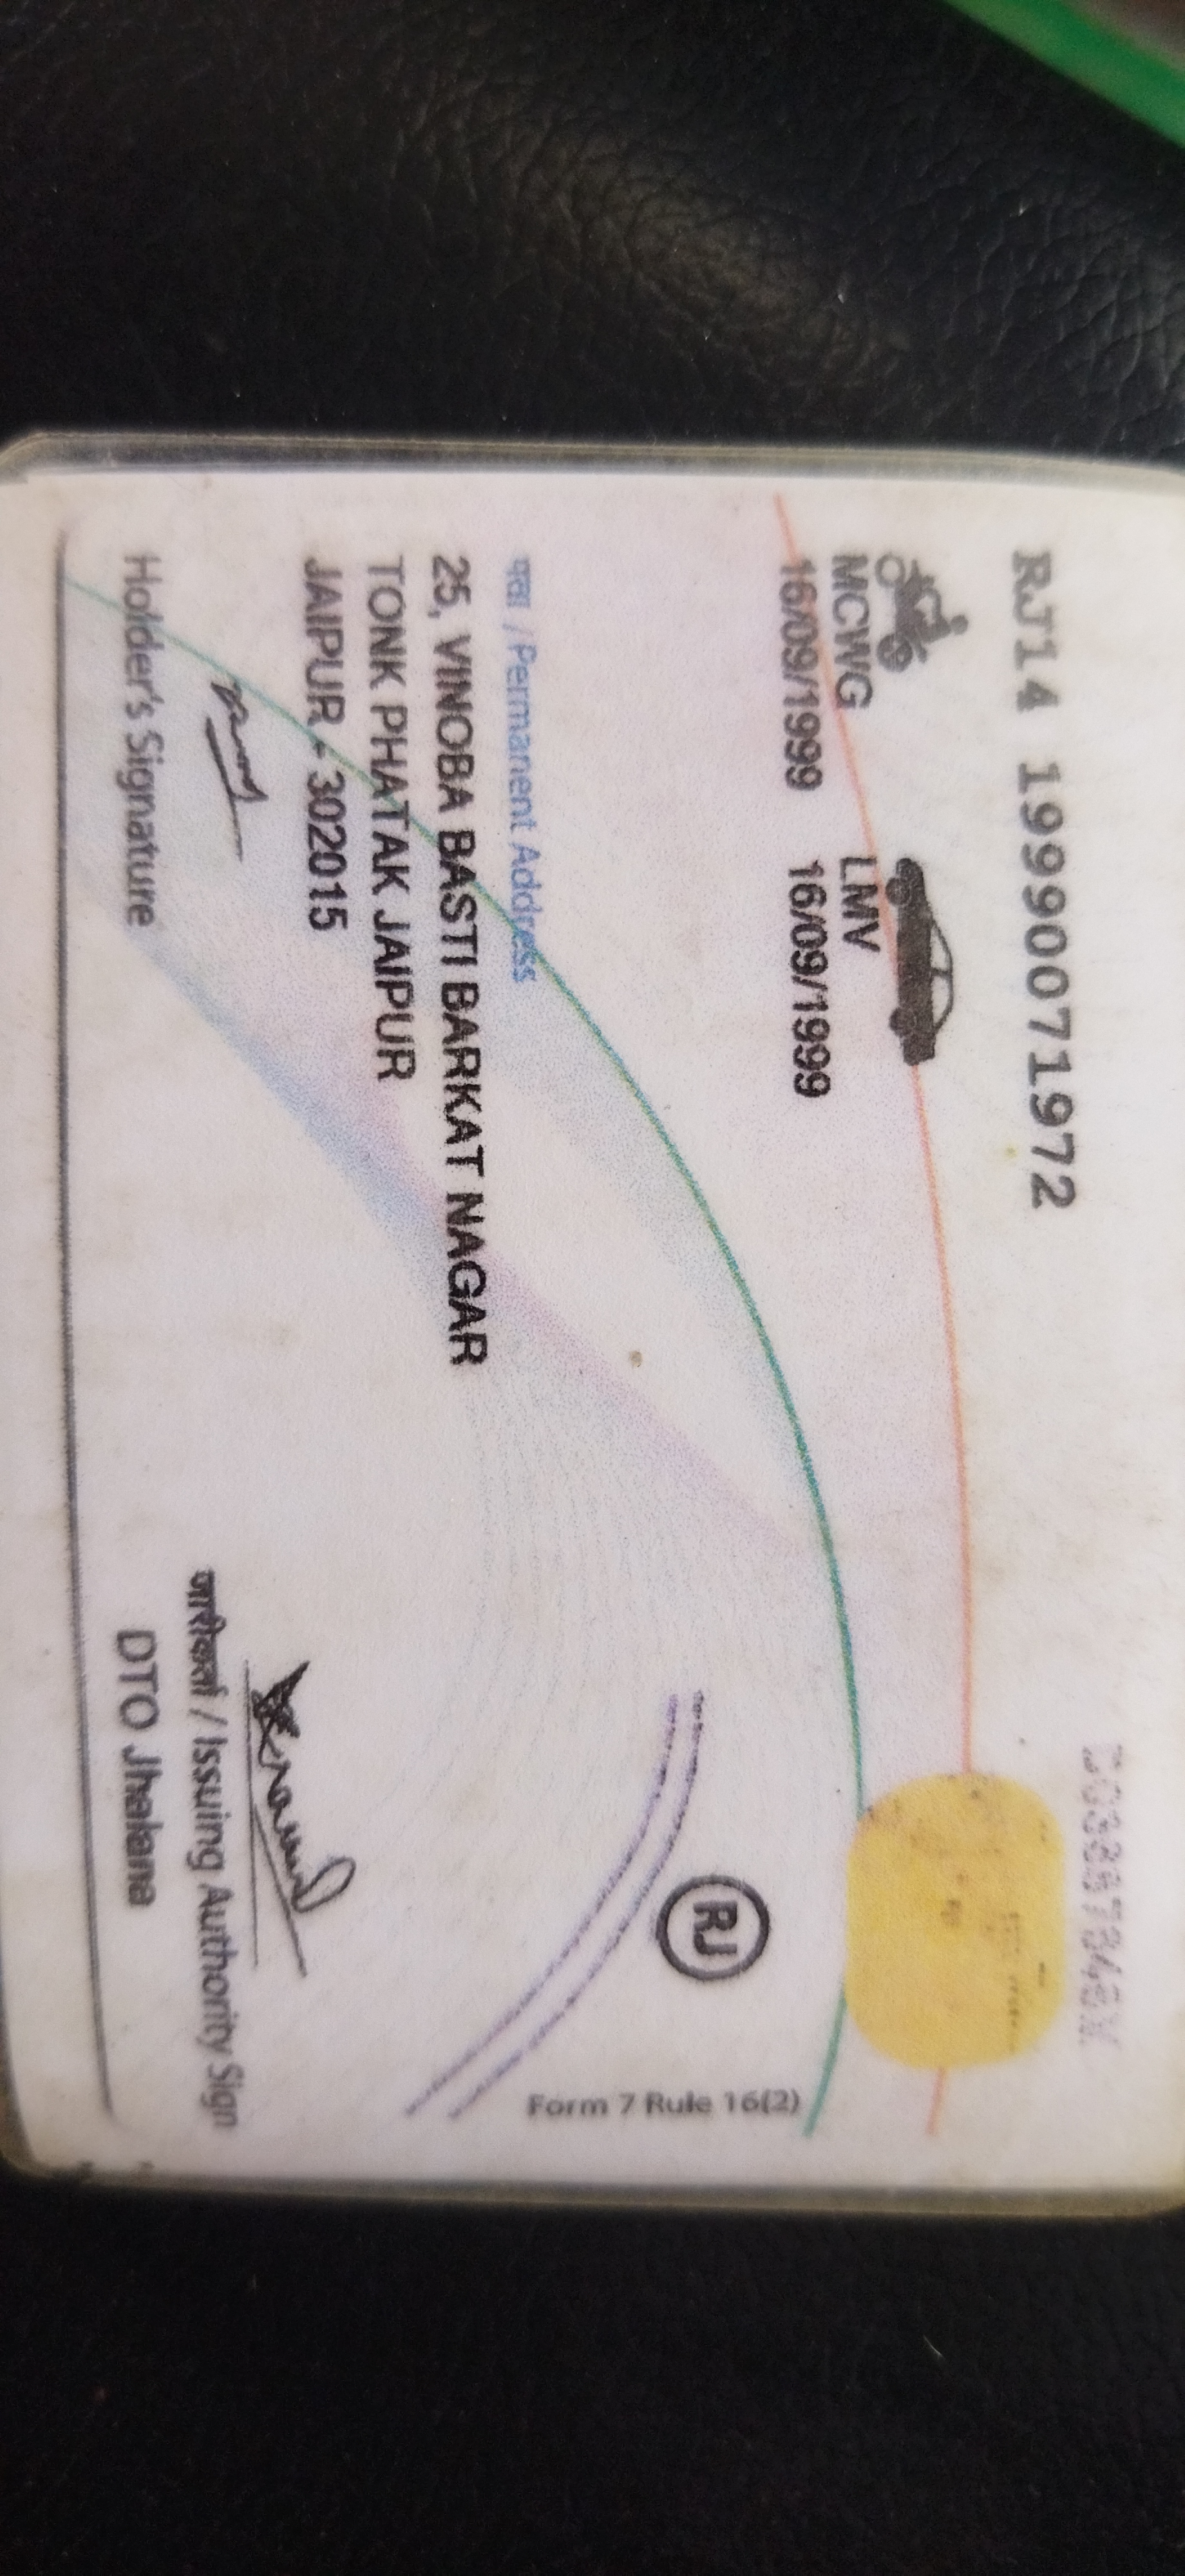 RJ14 19990071972
MCWG
16/09/1999
LMV
16/09/1999
RJ
Form 7 Rule 16(2)
पता / Permanent Address
25, VINOBA BASTI BARKAT NAGAR
TONK PHATAK JAIPUR
JAIPUR - 302015
Holder's Signature
जारीकर्ता / Issuing Authority Sign
DTO Jhalana